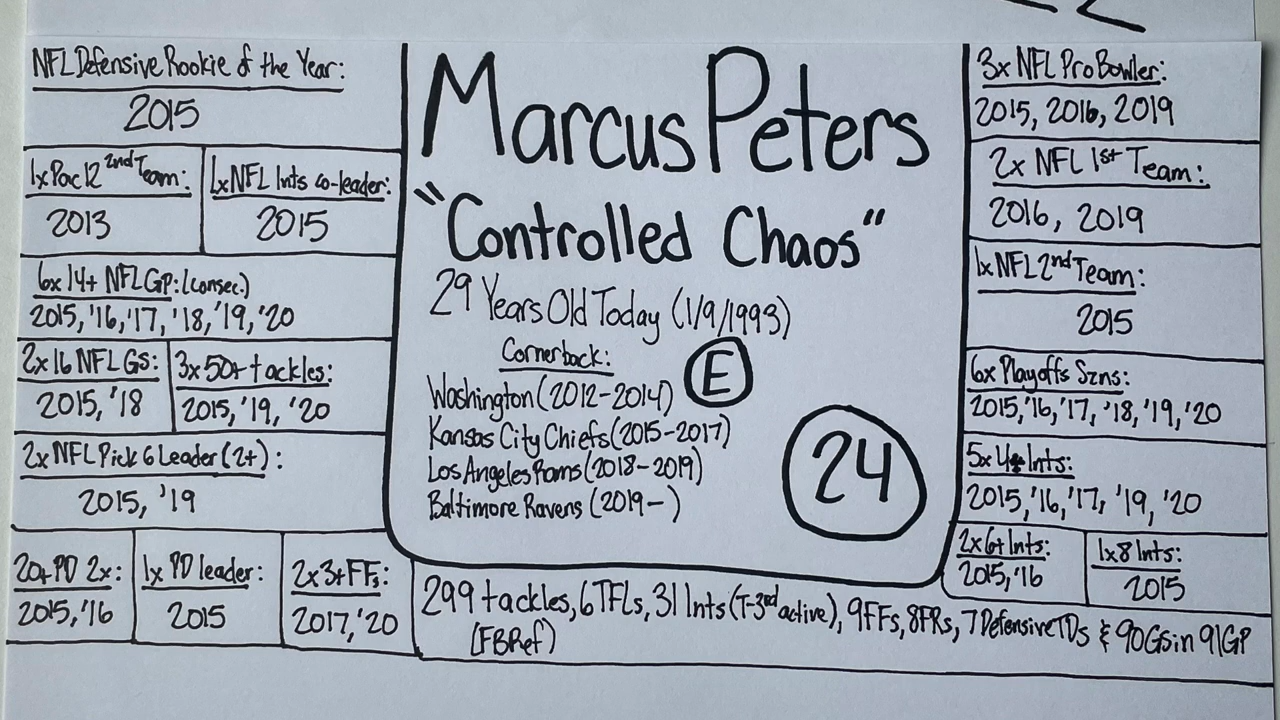 NFL Defensive Rookie of the Year:
2015
1x Pac12 2nd Team:
2013
1x NFL Ints co-leader:
2015
6x 14+ NFL GP: (consec.)
2015, '16, '17, '18, '19, '20
2x 16 NFL GS:
2015, '18
3x 50+ tackles:
2015, '19, '20
2x NFL Pick 6 Leader (2+):
2015, '19
20+ PD 2x:
2015, '16
1x PD leader:
2015
2x 3+ FFs:
2017, '20
Marcus Peters
"Controlled Chaos"
29 Years Old Today (1/9/1993)
Cornerback:
E
Washington (2012-2014)
Kansas City Chiefs (2015-2017)
Los Angeles Rams (2018-2019)
Baltimore Ravens (2019-)
24
299 tackles, 6 TFLs, 31 Ints (T-3rd active), 9 FFs, 8 FRs, 7 Defensive TDs & 90 GS in 91 GP
(FBRef)
3x NFL Pro Bowler:
2015, 2016, 2019
2x NFL 1st Team:
2016, 2019
1x NFL 2nd Team:
2015
6x Playoffs Szns:
2015, '16, '17, '18, '19, '20
5x 4+ Ints:
2015, '16, '17, '19, '20
2x 6+ Ints:
2015, '16
1x 8 Ints:
2015